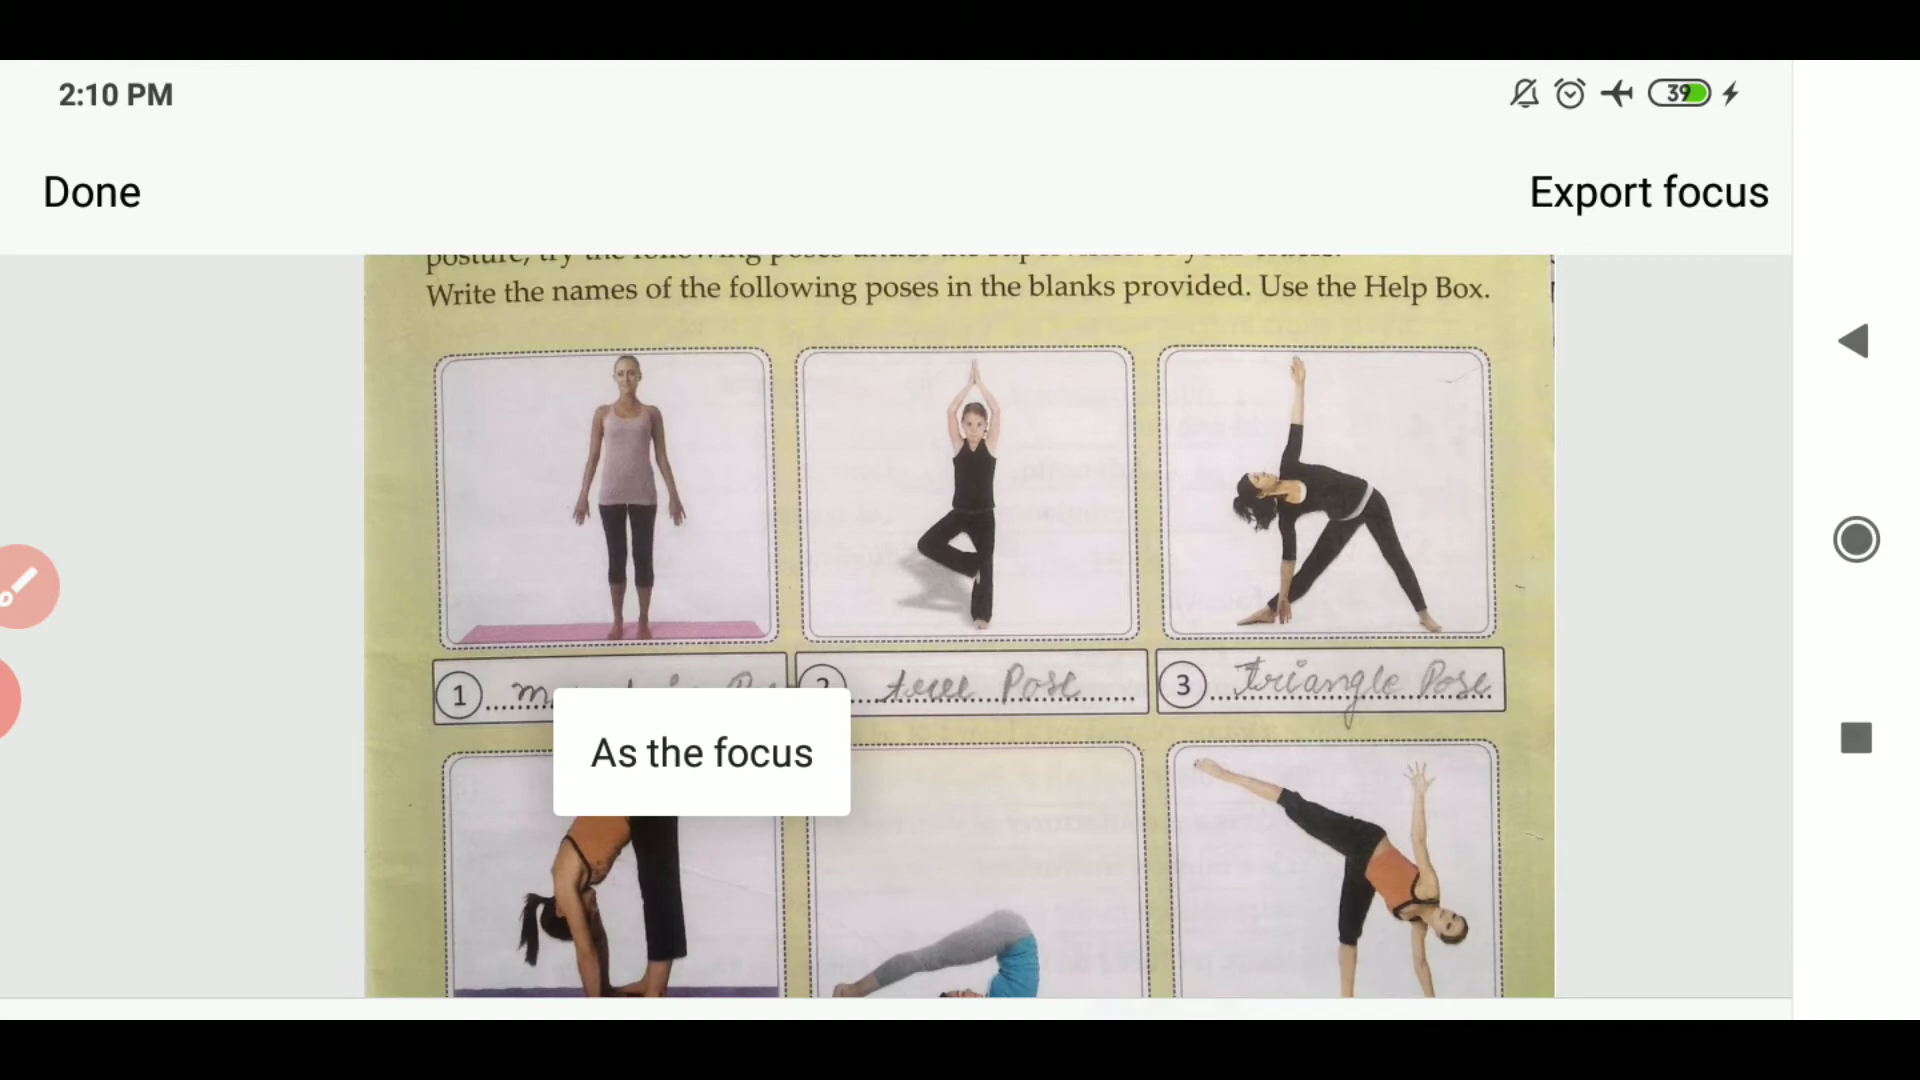 2:10 PM
39
Done
Export focus
Write the names of the following poses in the blanks provided. Use the Help Box.
1
tree Pose
3 Triangle Pose
As the focus